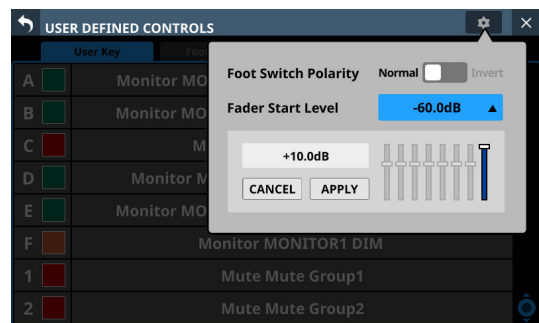 USER DEFINED CONTROLS
User Key Foo
Foot Switch Polarity Normal Invert
Fader Start Level -60.0dB
+10.0dB
CANCEL APPLY
A Monitor MO
B Monitor MO
C M
D Monitor M
E Monitor MO
F Monitor MONITOR1 DIM
1 Mute Mute Group1
2 Mute Mute Group2